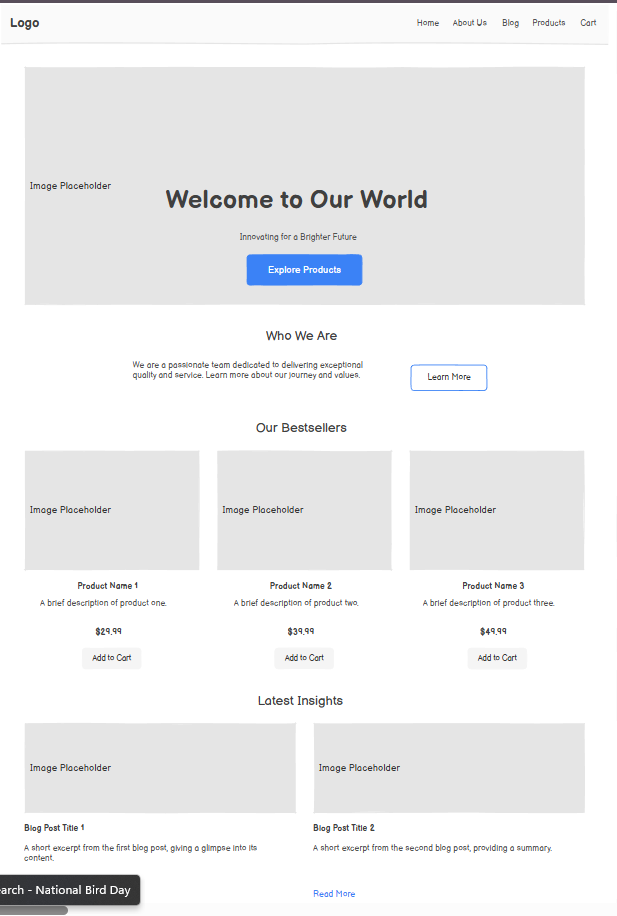 Logo
Home About Us Blog Products Cart
Image Placeholder
Welcome to Our World
Innovating for a Brighter Future
Explore Products
Who We Are
We are a passionate team dedicated to delivering exceptional
quality and service. Learn more about our journey and values.
Learn More
Our Bestsellers
Image Placeholder Image Placeholder Image Placeholder
Product Name 1 Product Name 2 Product Name 3
A brief description of product one. A brief description of product two. A brief description of product three.
$29.99 $39.99 $49.99
Add to Cart Add to Cart Add to Cart
Latest Insights
Image Placeholder Image Placeholder
Blog Post Title 1
A short excerpt from the first blog post, giving a glimpse into its
content.
Blog Post Title 2
A short excerpt from the second blog post, providing a summary.
Read More
earch - National Bird Day